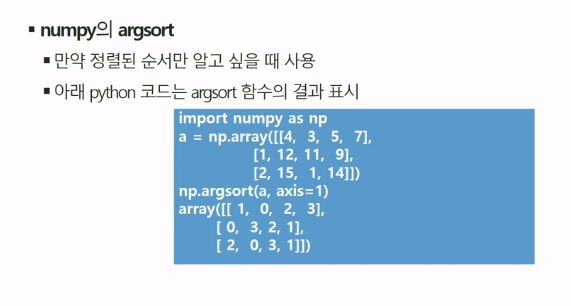 ▪ numpy의 argsort
▪ 만약 정렬된 순서만 알고 싶을 때 사용
▪ 아래 python 코드는 argsort 함수의 결과 표시
import numpy as np
a = np.array([[4, 3, 5, 7],
[1, 12, 11, 9],
[2, 15, 1, 14]])
np.argsort(a, axis=1)
array([[ 1, 0, 2, 3],
[ 0, 3, 2, 1],
[ 2, 0, 3, 1]])